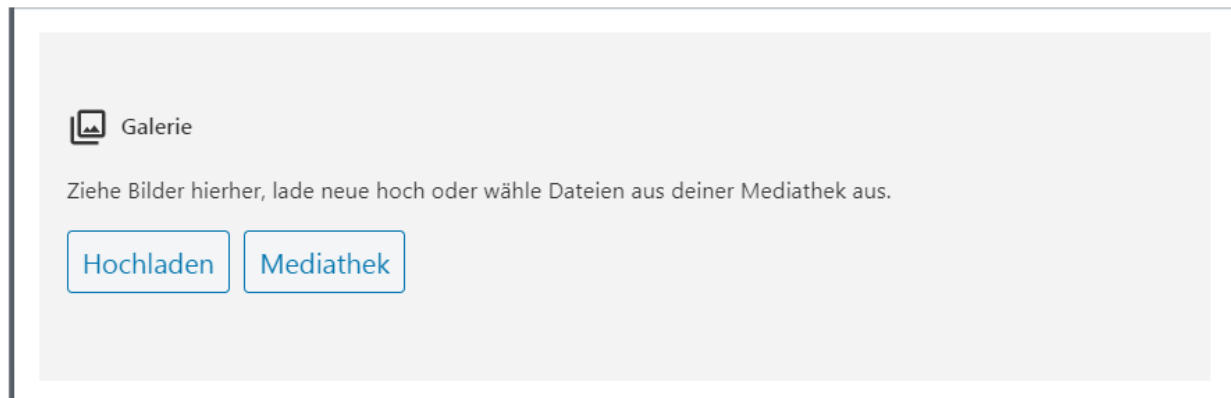 Galerie
Ziehe Bilder hierher, lade neue hoch oder wähle Dateien aus deiner Mediathek aus.
Hochladen Mediathek